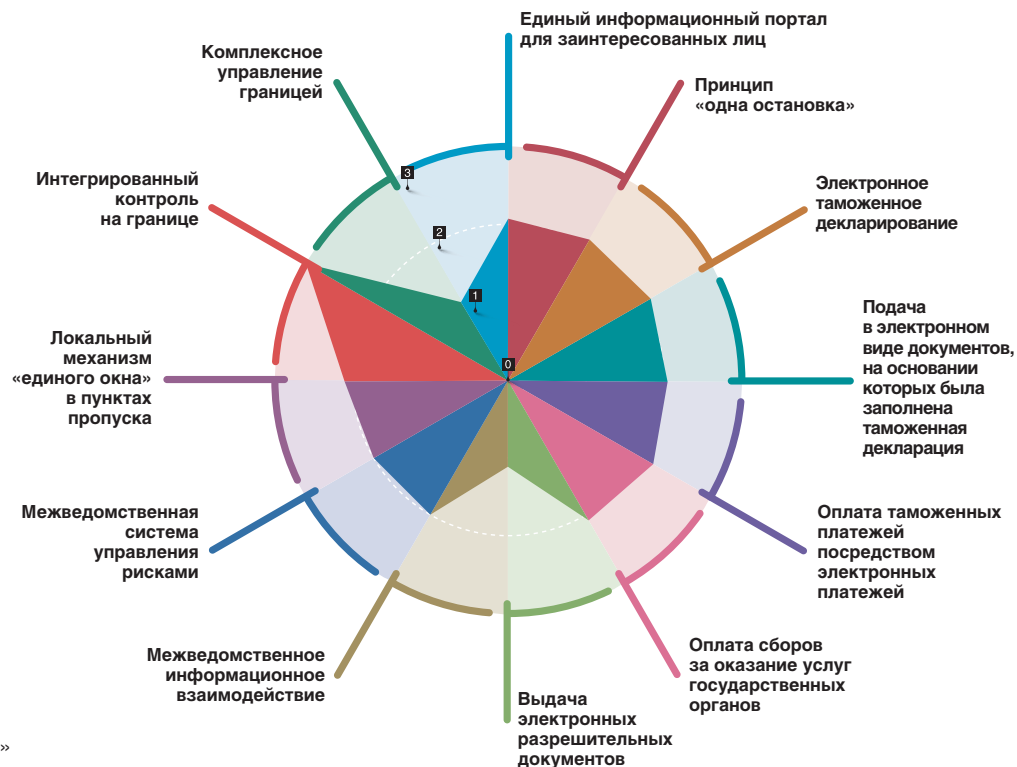 Единый информационный портал
для заинтересованных лиц
Принцип
«одна остановка»
Электронное
таможенное
декларирование
Подача
в электронном
виде документов,
на основании
которых была
заполнена
таможенная
декларация
Оплата таможенных
платежей
посредством
электронных
платежей
Оплата сборов
за оказание услуг
государственных
органов
Выдача
электронных
разрешительных
документов
Межведомственное
информационное
взаимодействие
Межведомственная
система
управления
рисками
Локальный
механизм
«единого окна»
в пунктах
пропуска
Интегрированный
контроль
на границе
Комплексное
управление
границей
3
2
1
0
»